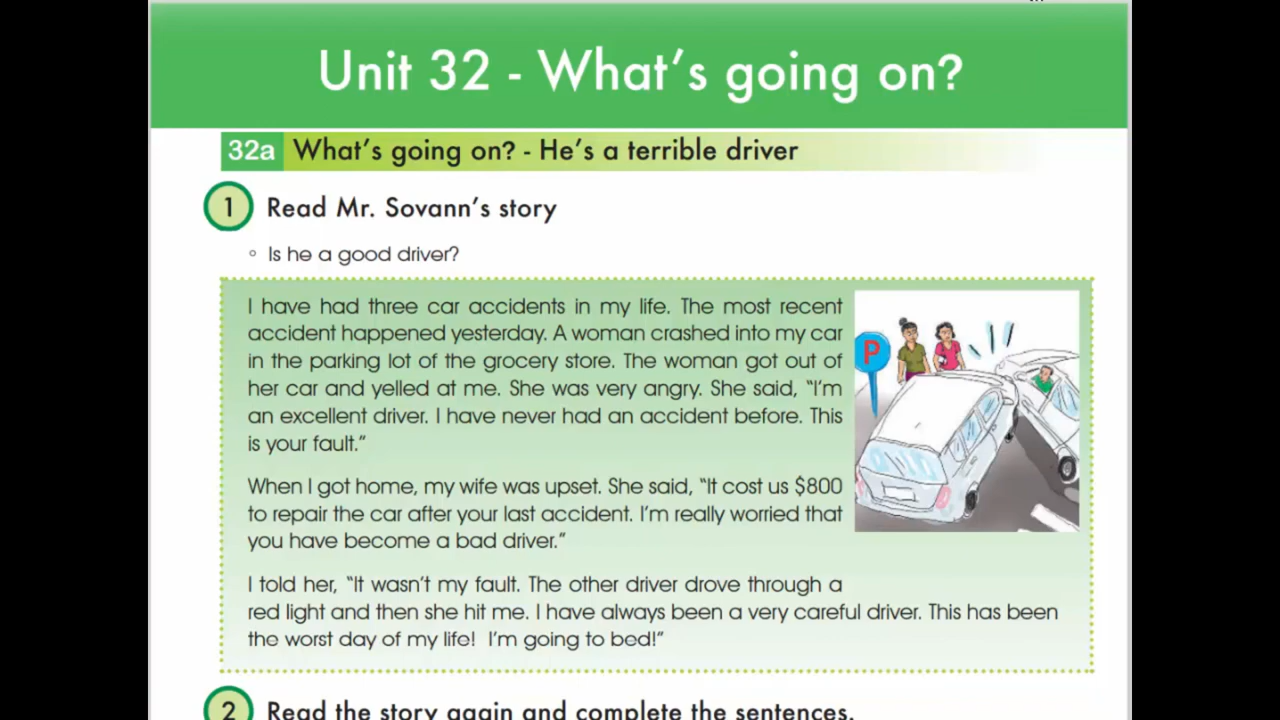 Unit 32 - What's going on?
32a What's going on? - He's a terrible driver
1 Read Mr. Sovann's story
° Is he a good driver?
I have had three car accidents in my life. The most recent
accident happened yesterday. A woman crashed into my car
in the parking lot of the grocery store. The woman got out of
her car and yelled at me. She was very angry. She said, “I'm
an excellent driver. I have never had an accident before. This
is your fault.”
P
When I got home, my wife was upset. She said, “It cost us $800
to repair the car after your last accident. I'm really worried that
you have become a bad driver.”
I told her, “It wasn't my fault. The other driver drove through a
red light and then she hit me. I have always been a very careful driver. This has been
the worst day of my life! I'm going to bed!”
2 Read the story again and complete the sentences.